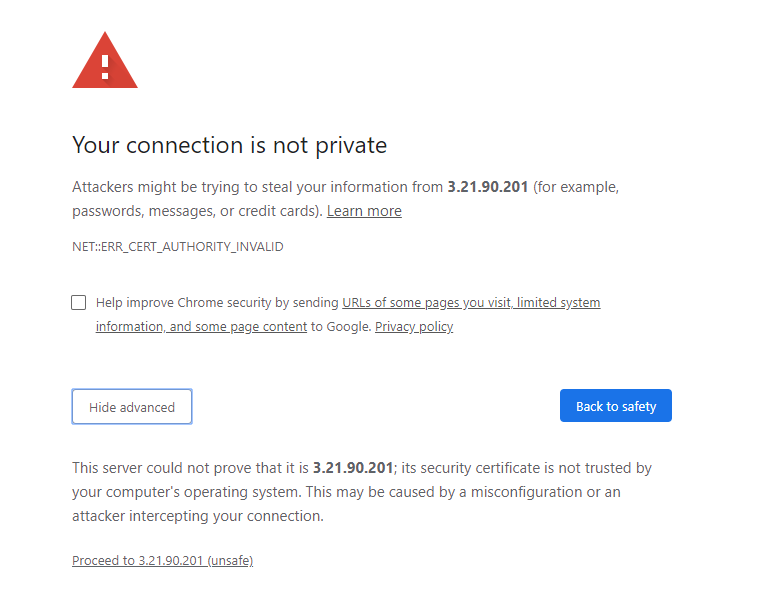 Your connection is not private
Attackers might be trying to steal your information from 3.21.90.201 (for example,
passwords, messages, or credit cards). Learn more
NET::ERR_CERT_AUTHORITY_INVALID
Help improve Chrome security by sending URLs of some pages you visit, limited system
information, and some page content to Google. Privacy policy
Hide advanced
Back to safety
This server could not prove that it is 3.21.90.201; its security certificate is not trusted by
your computer's operating system. This may be caused by a misconfiguration or an
attacker intercepting your connection.
Proceed to 3.21.90.201 (unsafe)